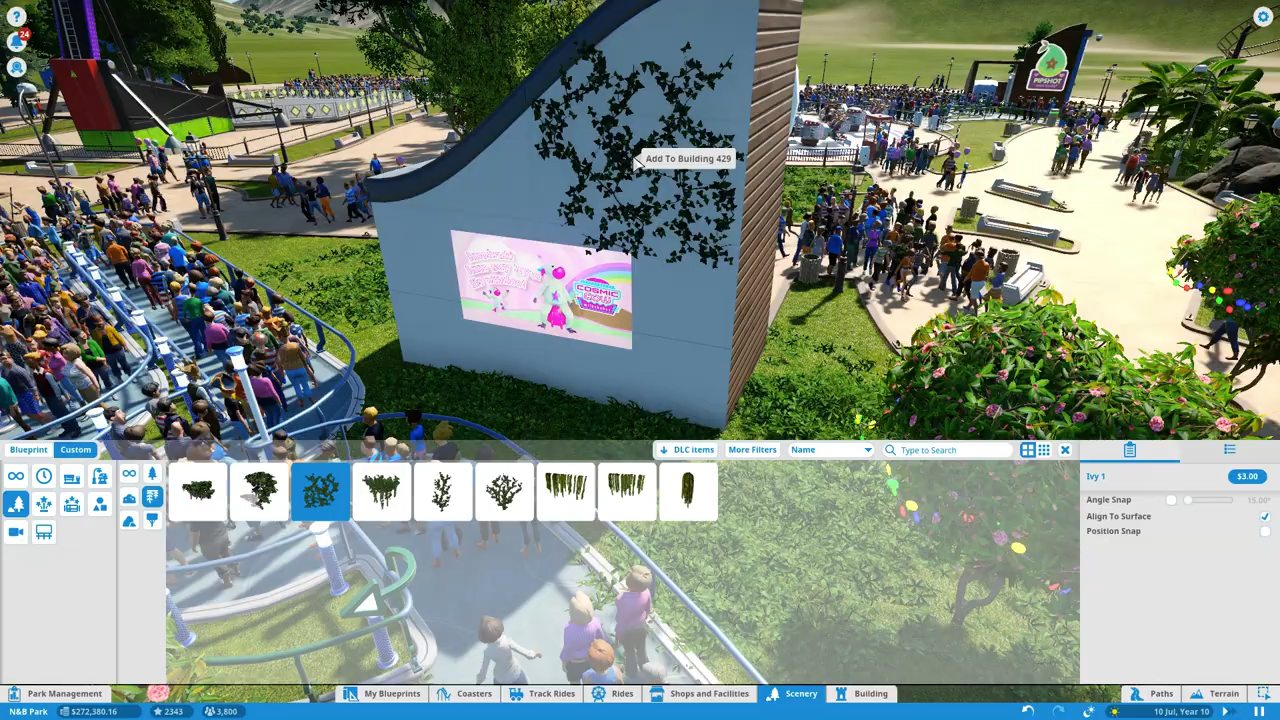 ?
24
PIPSHOT
Add To Building 429
COSMIC
COW
Blueprint
Custom
DLC items
More Filters
Name
Type to Search
Ivy 1
$3.00
Angle Snap
15.00°
Align To Surface
Position Snap
Park Management
My Blueprints
Coasters
Track Rides
Rides
Shops and Facilities
Scenery
Building
Paths
Terrain
N&B Park
$272,380.16
2343
3,800
10 Jul, Year 10